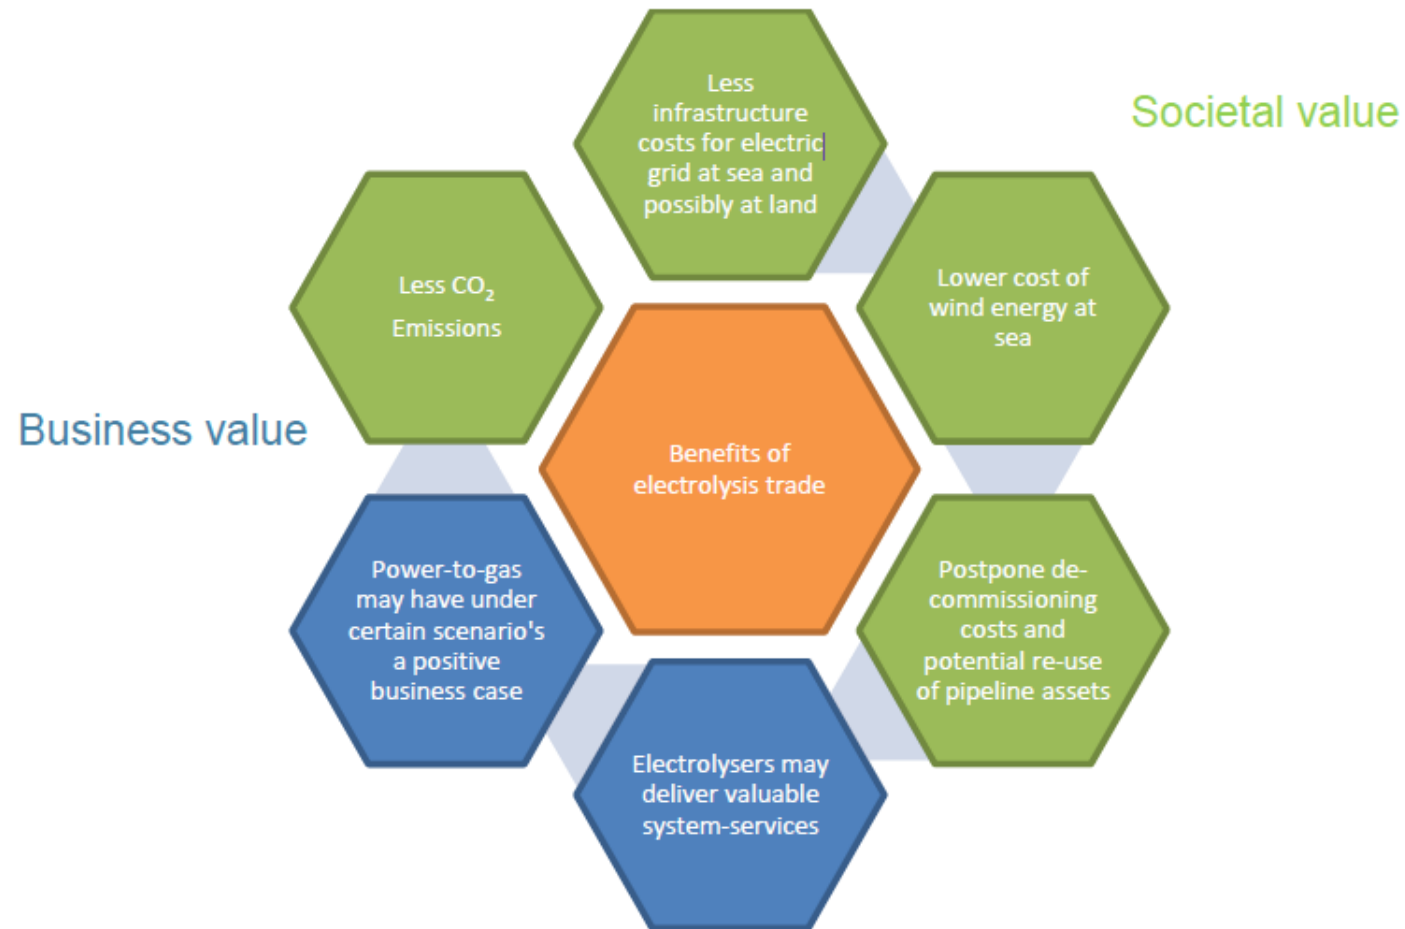 Less
infrastructure
costs for electric
grid at sea and
possibly at land
Societal value
Less CO₂
Emissions
Lower cost of
wind energy at
sea
Business value
Benefits of
electrolysis trade
Power-to-gas
may have under
certain scenario's
a positive
business case
Postpone de-
commissioning
costs and
potential re-use
of pipeline assets
Electrolysers may
deliver valuable
system-services